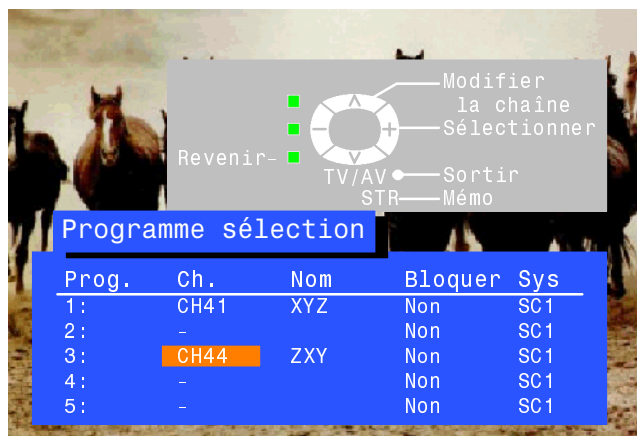 Modifier
la chaîne
Sélectionner
Revenir-
TV/AV Sortir
STR Mémo
Programme sélection
Prog. Ch. Nom Bloquer Sys
1: CH41 XYZ Non SC1
2: - Non SC1
3: CH44 ZXY Non SC1
4: - Non SC1
5: - Non SC1